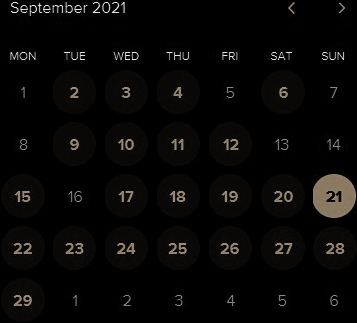 September 2021
MON TUE WED THU FRI SAT SUN
1 2 3 4 5 6 7
8 9 10 11 12 13 14
15 16 17 18 19 20 21
22 23 24 25 26 27 28
29 1 2 3 4 5 6